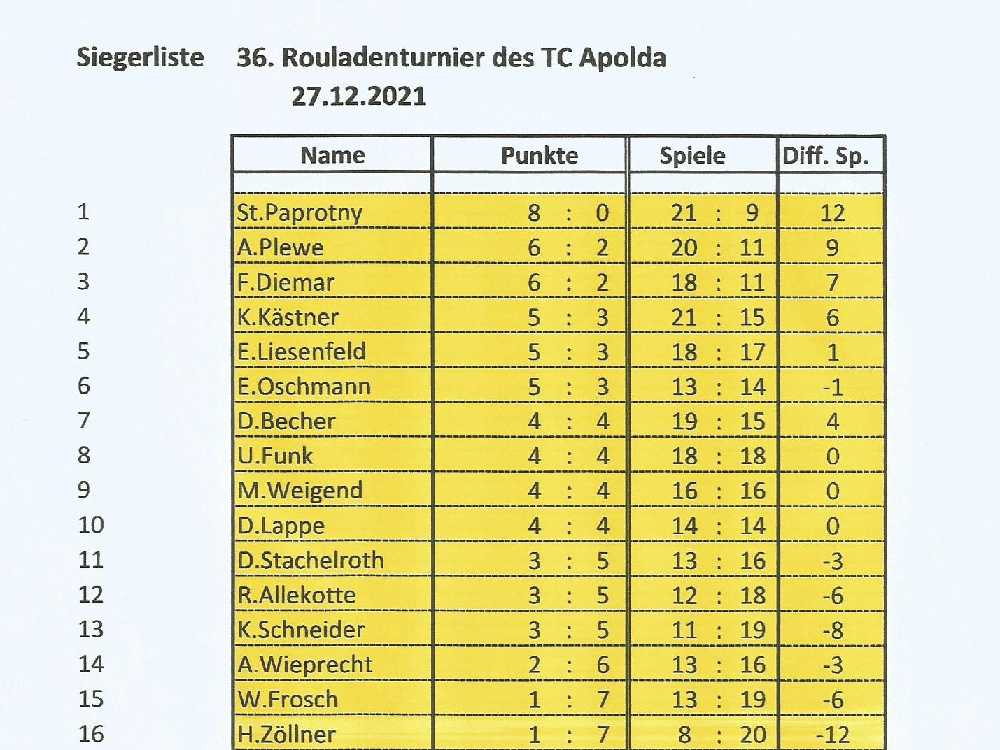 Siegerliste 36. Rouladenturnier des TC Apolda
27.12.2021
Name Punkte Spiele Diff. Sp.
1 St.Paprotny 8 : 0 21 : 9 12
2 A.Plewe 6 : 2 20 : 11 9
3 F.Diemar 6 : 2 18 : 11 7
4 K.Kästner 5 : 3 21 : 15 6
5 E.Liesenfeld 5 : 3 18 : 17 1
6 E.Oschmann 5 : 3 13 : 14 -1
7 D.Becher 4 : 4 19 : 15 4
8 U.Funk 4 : 4 18 : 18 0
9 M.Weigend 4 : 4 16 : 16 0
10 D.Lappe 4 : 4 14 : 14 0
11 D.Stachelroth 3 : 5 13 : 16 -3
12 R.Allekotte 3 : 5 12 : 18 -6
13 K.Schneider 3 : 5 11 : 19 -8
14 A.Wieprecht 2 : 6 13 : 16 -3
15 W.Frosch 1 : 7 13 : 19 -6
16 H.Zöllner 1 : 7 8 : 20 -12